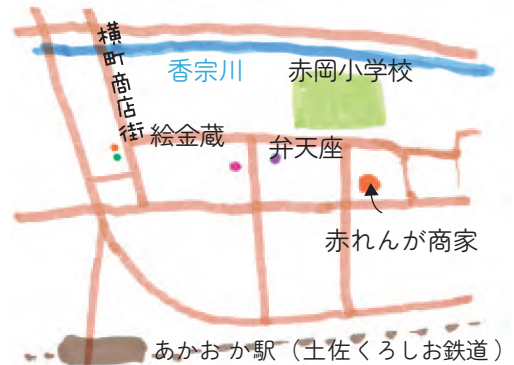 横町商店街
香宗川
赤岡小学校
絵金蔵
弁天座
赤れんが商家
あかおか駅（土佐くろしお鉄道）